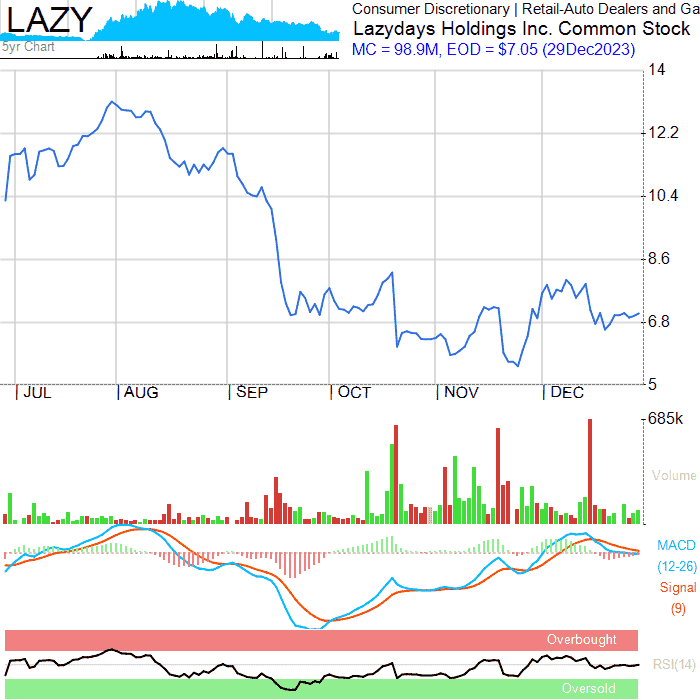 LAZY
5yr Chart
Consumer Discretionary | Retail-Auto Dealers and Ga
Lazydays Holdings Inc. Common Stock
MC = 98.9M, EOD = $7.05 (29Dec2023)
14
12.2
10.4
8.6
6.8
5
JUL AUG SEP OCT NOV DEC
685k
Volume
MACD
(12-26)
Signal
(9)
Overbought
RSI(14)
Oversold